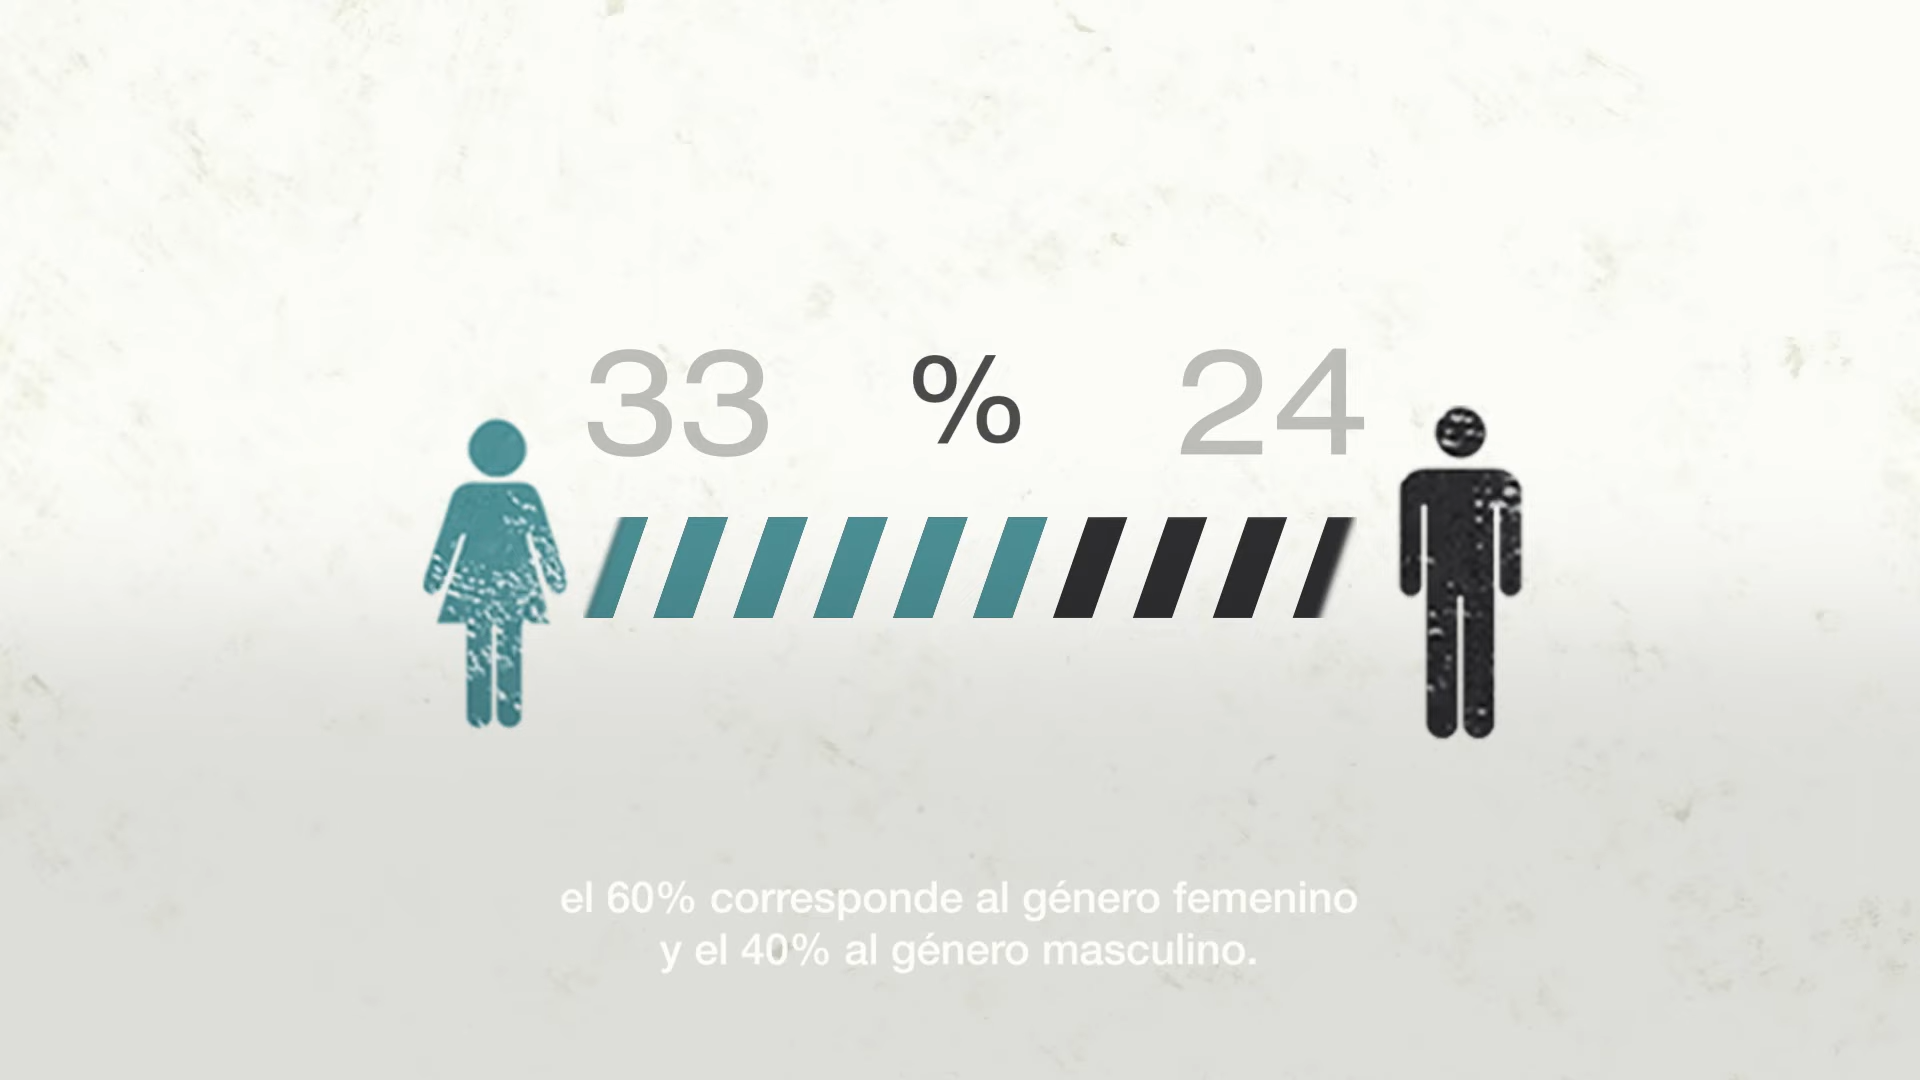 33 % 24
el 60% corresponde al género femenino
y el 40% al género masculino.